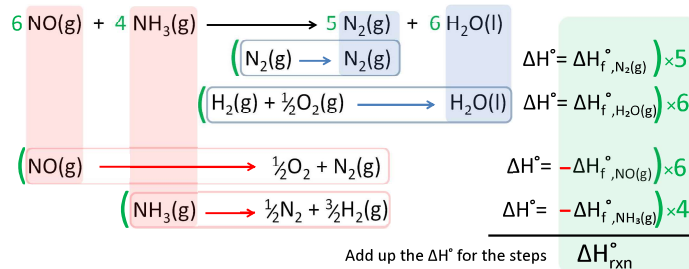 6 NO(g) + 4 NH₃(g) ⟶ 5 N₂(g) + 6 H₂O(l)
(N₂(g) → N₂(g) ΔH°= ΔH°f,N₂(g))×5
(H₂(g) + ½O₂(g) ⟶ H₂O(l) ΔH°= ΔH°f,H₂O(g))×6
(NO(g) ⟶ ½O₂ + N₂(g) ΔH°= −ΔH°f,NO(g))×6
(NH₃(g) → ½N₂ + 3⁄2H₂(g) ΔH°= −ΔH°f,NH₃(g))×4
Add up the ΔH° for the steps ΔH°rxn